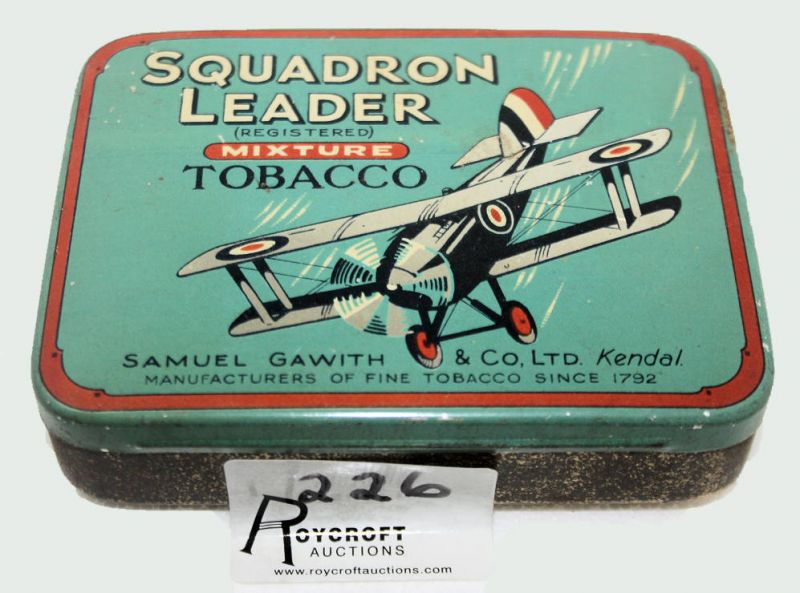 SQUADRON
LEADER
(REGISTERED)
MIXTURE
TOBACCO
SAMUEL GAWITH & CO, LTD. Kendal.
MANUFACTURERS OF FINE TOBACCO SINCE 1792
226
ROYCROFT
AUCTIONS
www.roycroftauctions.com